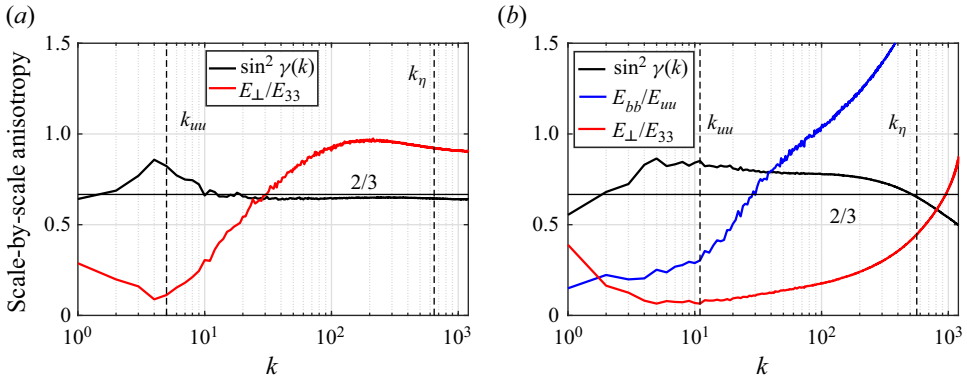 (a)
(b)
Scale-by-scale anisotropy
1.5
1.0
0.5
0
10⁰
10¹
10²
10³
k
sin² γ(k)
E⊥/E₃₃
k_uu
k_η
2/3
1.5
1.0
0.5
0
10⁰
10¹
10²
10³
k
sin² γ(k)
E_bb/E_uu
E⊥/E₃₃
k_uu
k_η
2/3